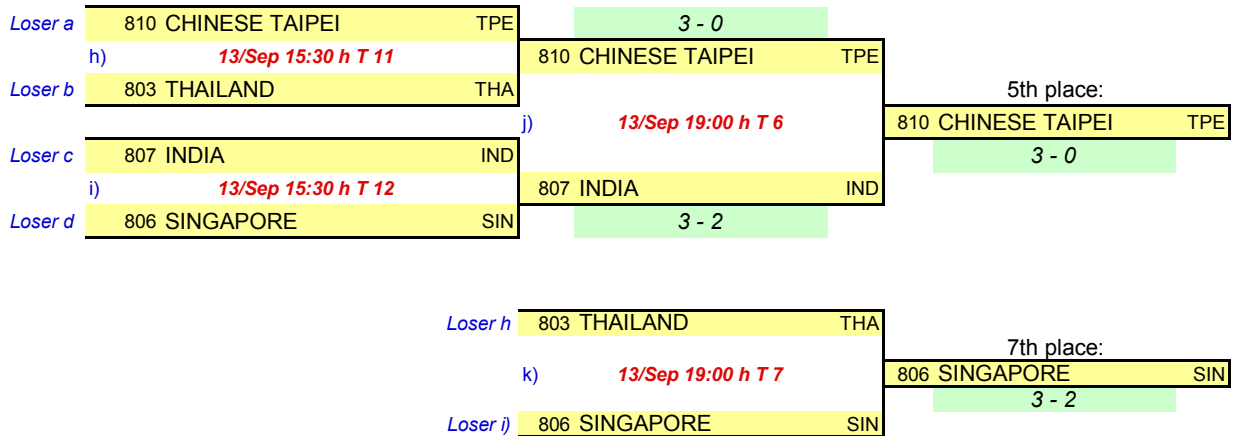 Loser a 810 CHINESE TAIPEI TPE 3 - 0
h) 13/Sep 15:30 h T 11 810 CHINESE TAIPEI TPE
Loser b 803 THAILAND THA 5th place:
j) 13/Sep 19:00 h T 6 810 CHINESE TAIPEI TPE
Loser c 807 INDIA IND 3 - 0
i) 13/Sep 15:30 h T 12 807 INDIA IND
Loser d 806 SINGAPORE SIN 3 - 2
Loser h 803 THAILAND THA
7th place:
k) 13/Sep 19:00 h T 7 806 SINGAPORE SIN
3 - 2
Loser i) 806 SINGAPORE SIN